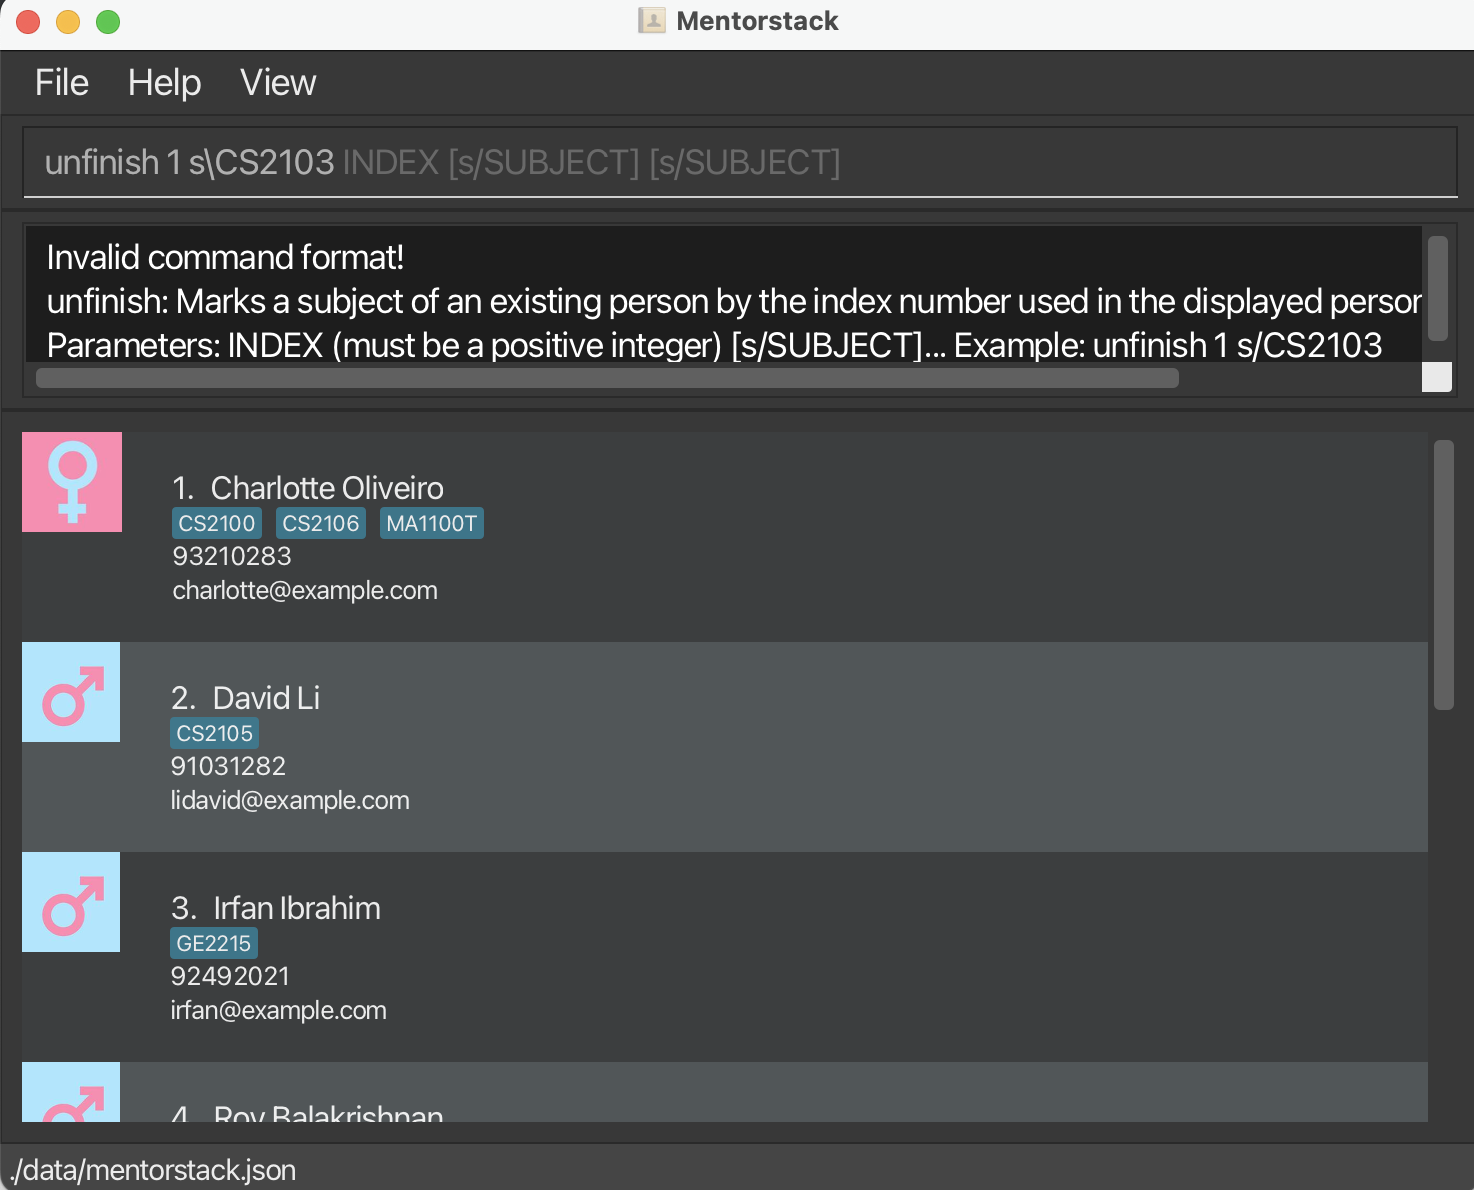 Mentorstack
File Help View
unfinish 1 s\CS2103 INDEX [s/SUBJECT] [s/SUBJECT]
Invalid command format!
unfinish: Marks a subject of an existing person by the index number used in the displayed person
Parameters: INDEX (must be a positive integer) [s/SUBJECT]... Example: unfinish 1 s/CS2103
1. Charlotte Oliveiro
CS2100 CS2106 MA1100T
93210283
charlotte@example.com
2. David Li
CS2105
91031282
lidavid@example.com
3. Irfan Ibrahim
GE2215
92492021
irfan@example.com
4. Roy Balakrishnan
./data/mentorstack.json